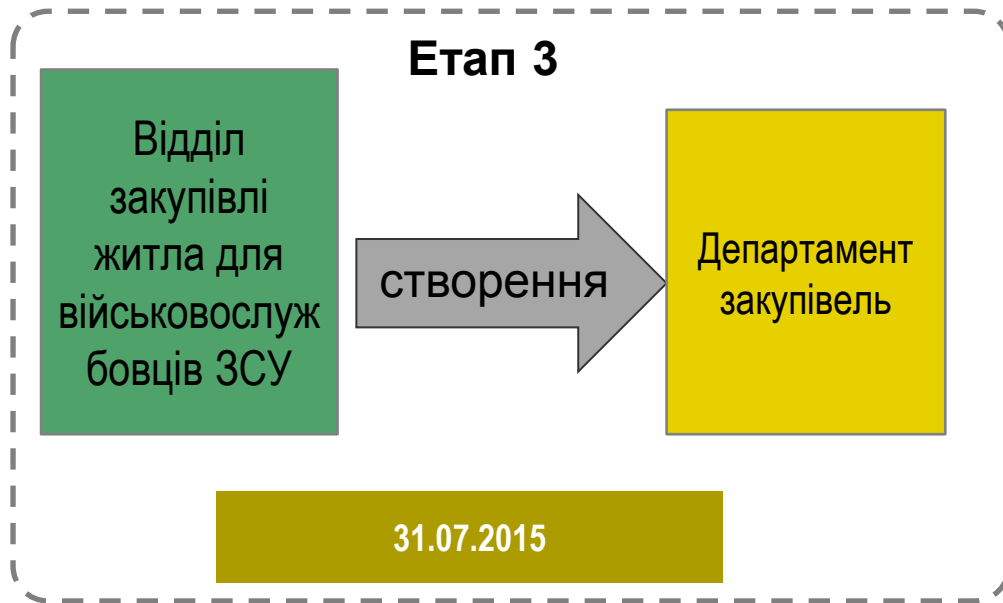 Етап 3
Відділ
закупівлі
житла для
військовослуж
бовців ЗСУ
створення
Департамент
закупівель
31.07.2015